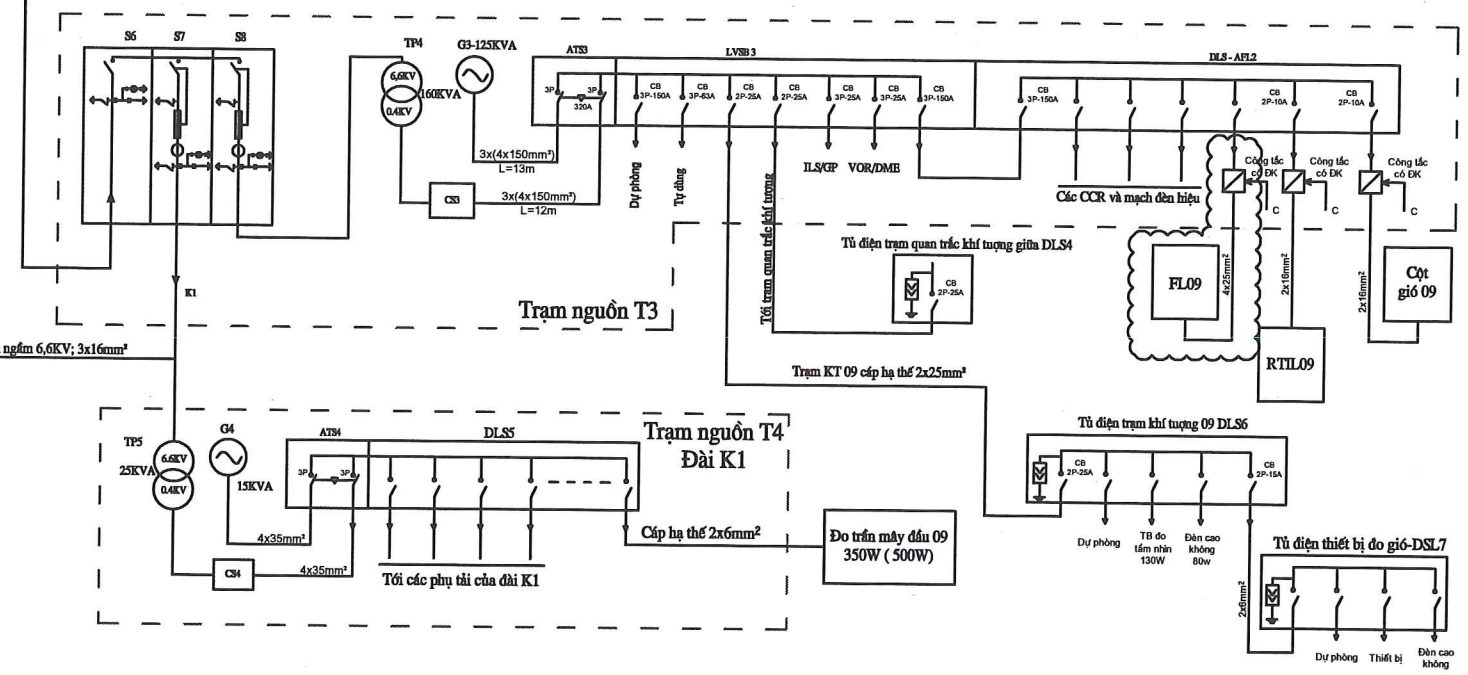 S6
S7
S8
TP4
6,6KV
160KVA
0.4KV
G3-125KVA
ATS3
LVSB3
DLS - AFL2
3P
3P
320A
CB
3P-150A
CB
3P-63A
CB
2P-25A
CB
2P-25A
CB
3P-25A
CB
3P-25A
CB
3P-150A
CB
3P-150A
CB
2P-10A
CB
2P-10A
3x(4x150mm²)
L=13m
CS3
3x(4x150mm²)
L=12m
Dự phòng
Tự dùng
Tới trạm quan trắc khí tượng
ILS/GP
VOR/DME
Các CCR và mạch đèn hiệu
Công tắc
có ĐK
C
Công tắc
có ĐK
C
Công tắc
có ĐK
C
Tủ điện trạm quan trắc khí tượng giữa DLS4
CB
2P-25A
FL09
4x25mm²
2x16mm²
2x16mm²
Cột
gió 09
RTIL09
K1
Trạm nguồn T3
ngầm 6,6KV; 3x16mm²
Trạm KT 09 cáp hạ thế 2x25mm²
TP5
6.6KV
25KVA
0.4KV
G4
15KVA
ATS4
DLS5
3P
3P
Trạm nguồn T4
Đài K1
4x35mm²
CS4
4x35mm²
Tới các phụ tải của đài K1
Cáp hạ thế 2x6mm²
Đo trần mây đầu 09
350W ( 500W)
Tủ điện trạm khí tượng 09 DLS6
CB
2P-25A
CB
2P-15A
Dự phòng
TB đo
tầm nhìn
130W
Đèn cao
không
80w
2x6mm²
Tủ điện thiết bị đo gió-DSL7
Dự phòng
Thiết bị
Đèn cao
không